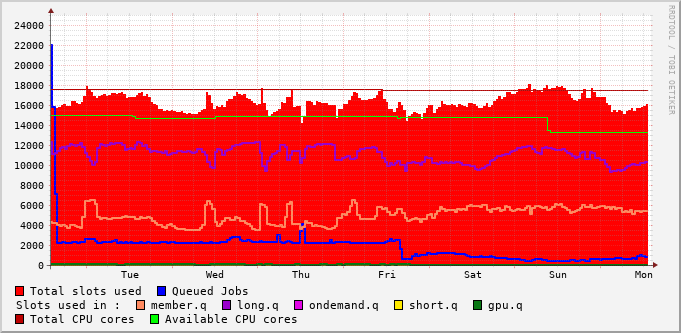 RRDTOOL / TOBI OETIKER
24000
22000
20000
18000
16000
14000
12000
10000
8000
6000
4000
2000
0
Tue Wed Thu Fri Sat Sun Mon
Total slots used Queued Jobs
Slots used in : member.q long.q ondemand.q short.q gpu.q
Total CPU cores Available CPU cores